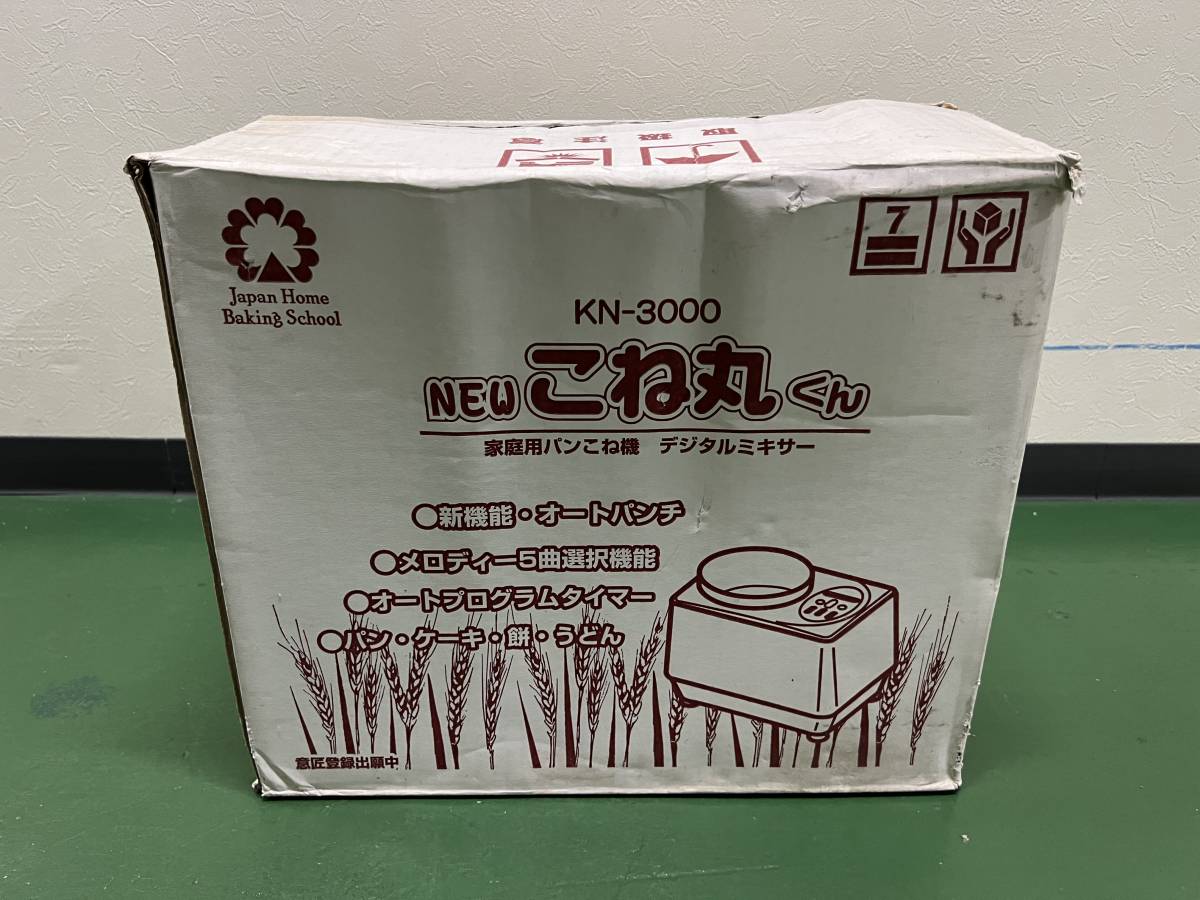 取扱注意
Japan Home
Baking School
7
KN-3000
NEW こね丸くん
家庭用パンこね機 デジタルミキサー
●新機能・オートパンチ
●メロディー5曲選択機能
●オートプログラムタイマー
●パン・ケーキ・餅・うどん
意匠登録出願中